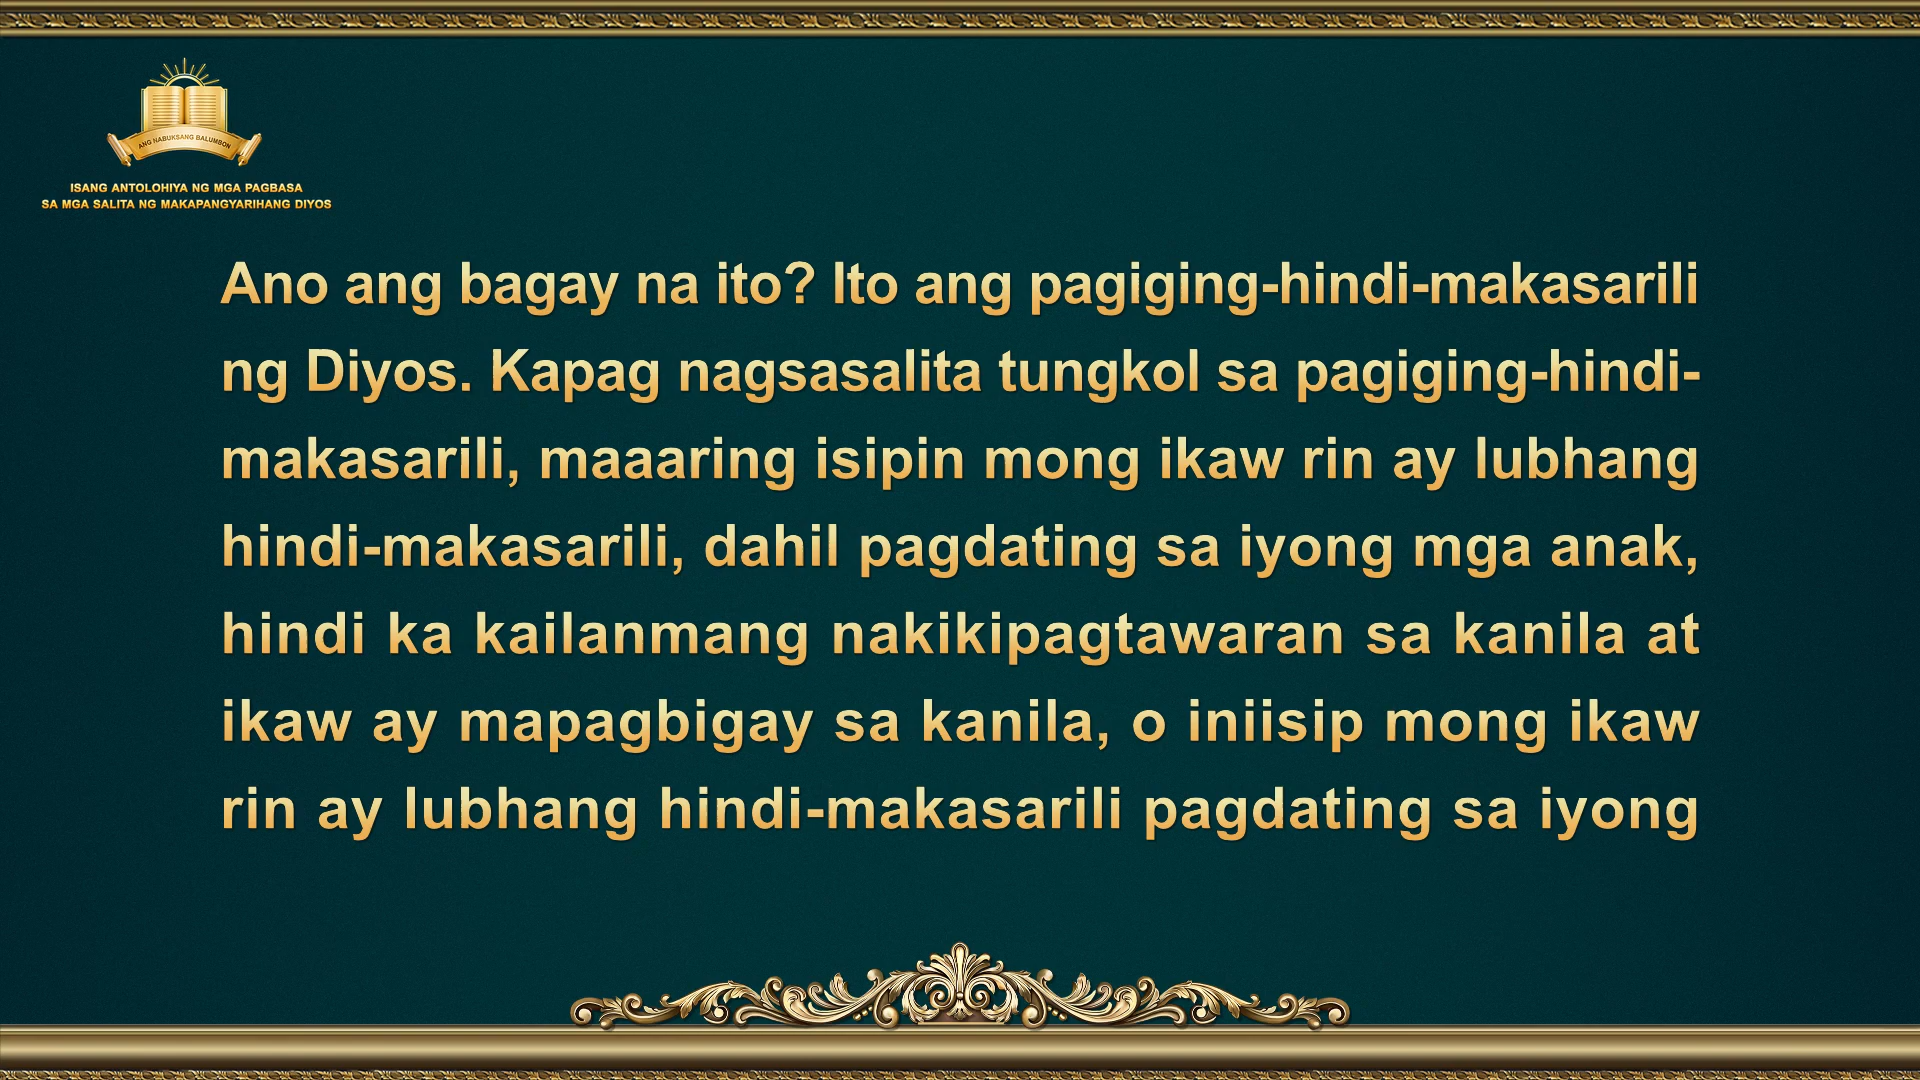 ANG NABUKSANG BALUMBON
ISANG ANTOLOHIYA NG MGA PAGBASA
SA MGA SALITA NG MAKAPANGYARIHANG DIYOS
Ano ang bagay na ito? Ito ang pagiging-hindi-makasarili
ng Diyos. Kapag nagsasalita tungkol sa pagiging-hindi-
makasarili, maaaring isipin mong ikaw rin ay lubhang
hindi-makasarili, dahil pagdating sa iyong mga anak,
hindi ka kailanmang nakikipagtawaran sa kanila at
ikaw ay mapagbigay sa kanila, o iniisip mong ikaw
rin ay lubhang hindi-makasarili pagdating sa iyong